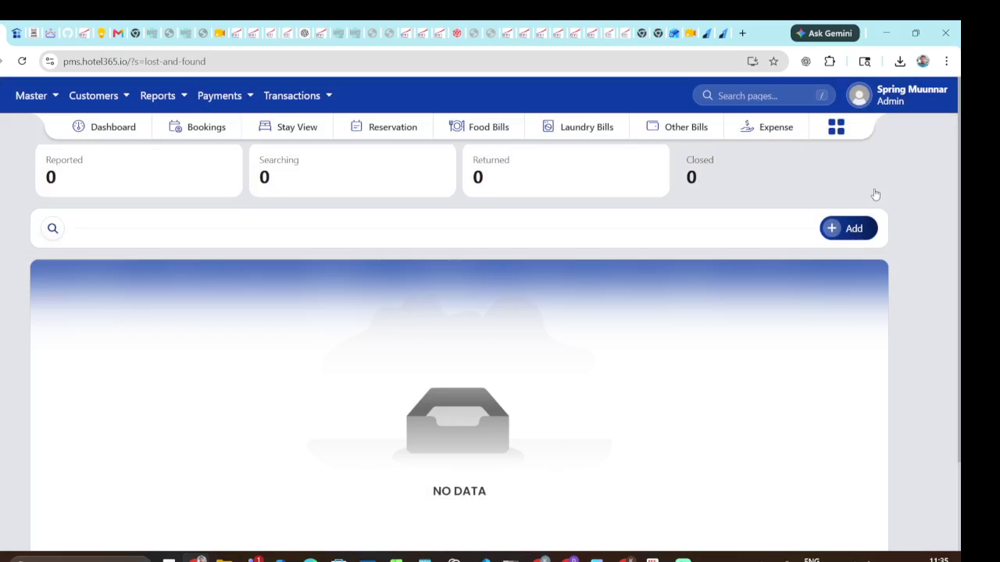 Ask Gemini
pms.hotel365.io/?s=lost-and-found
Master Customers Reports Payments Transactions
Search pages... /
Spring Muunnar
Admin
Dashboard Bookings Stay View Reservation Food Bills Laundry Bills Other Bills Expense
Reported Searching Returned Closed
0 0 0 0
Add
NO DATA
ENG
11:35